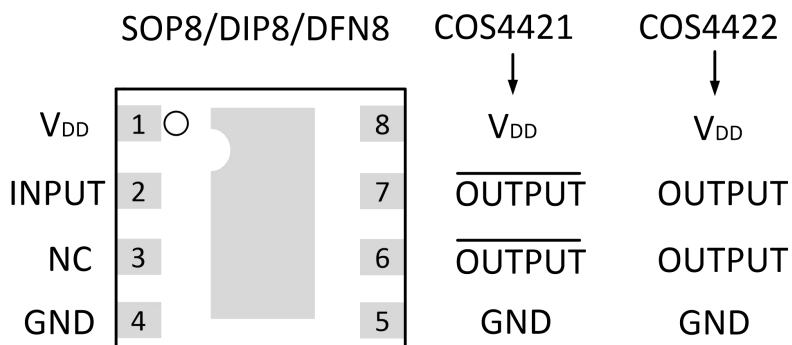 SOP8/DIP8/DFN8 COS4421 COS4422
VDD 1 8 VDD VDD
INPUT 2 7 OUTPUT OUTPUT
NC 3 6 OUTPUT OUTPUT
GND 4 5 GND GND